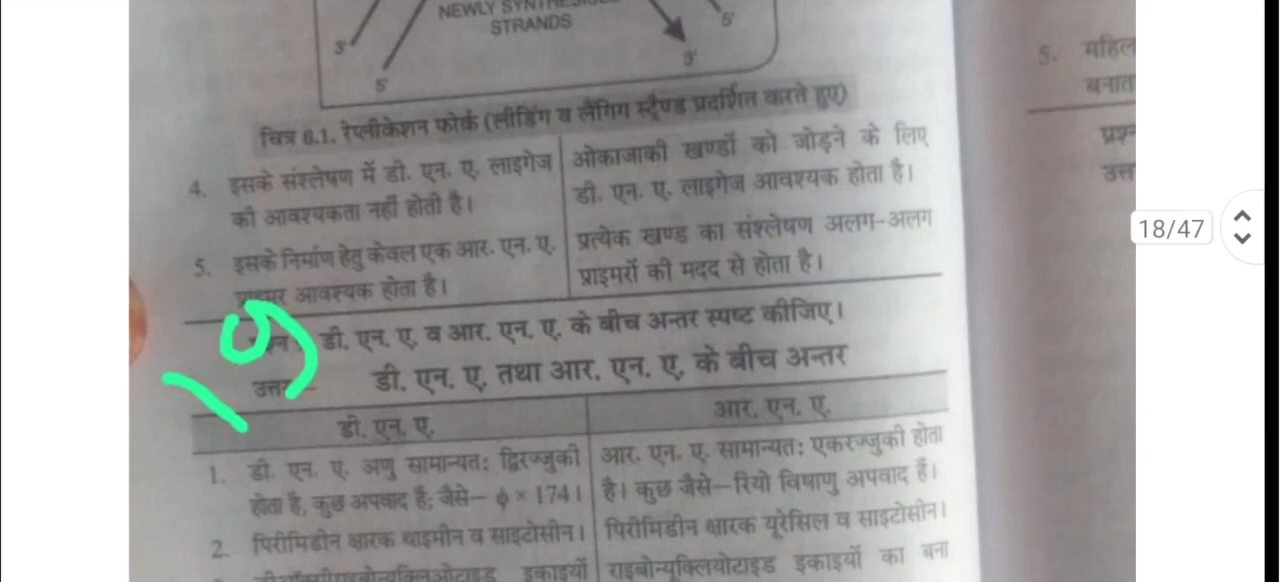 NEWLY
STRANDS
3'
5'
3'
5'
चित्र 6.1. रेप्लीकेशन फोर्क (लीडिंग व लैगिंग स्ट्रैण्ड प्रदर्शित करते हुए)
4. इसके संश्लेषण में डी. एन. ए. लाइगेज
की आवश्यकता नहीं होती है।
ओकाजाकी खण्डों को जोड़ने के लिए
डी. एन. ए. लाइगेज आवश्यक होता है।
5. इसके निर्माण हेतु केवल एक आर. एन. ए.
आवश्यक होता है।
प्रत्येक खण्ड का संश्लेषण अलग-अलग
प्राइमरों की मदद से होता है।
19
डी. एन. ए. व आर. एन. ए. के बीच अन्तर स्पष्ट कीजिए।
डी. एन. ए. तथा आर. एन. ए. के बीच अन्तर
डी. एन. ए.
आर. एन. ए.
1. डी. एन. ए. अणु सामान्यतः द्विरज्जुकी
होता है, कुछ अपवाद हैं; जैसे– ϕ × 174।
आर. एन. ए. सामान्यतः एकरज्जुकी होता
है। कुछ जैसे–रियो विषाणु अपवाद हैं।
2. पिरीमिडीन क्षारक थाइमीन व साइटोसीन।
पिरीमिडीन क्षारक यूरेसिल व साइटोसीन।
इकाइयों
राइबोन्यूक्लियोटाइड इकाइयों का बना
5. महिल
बनात
प्रश्न
उत्त
18/47